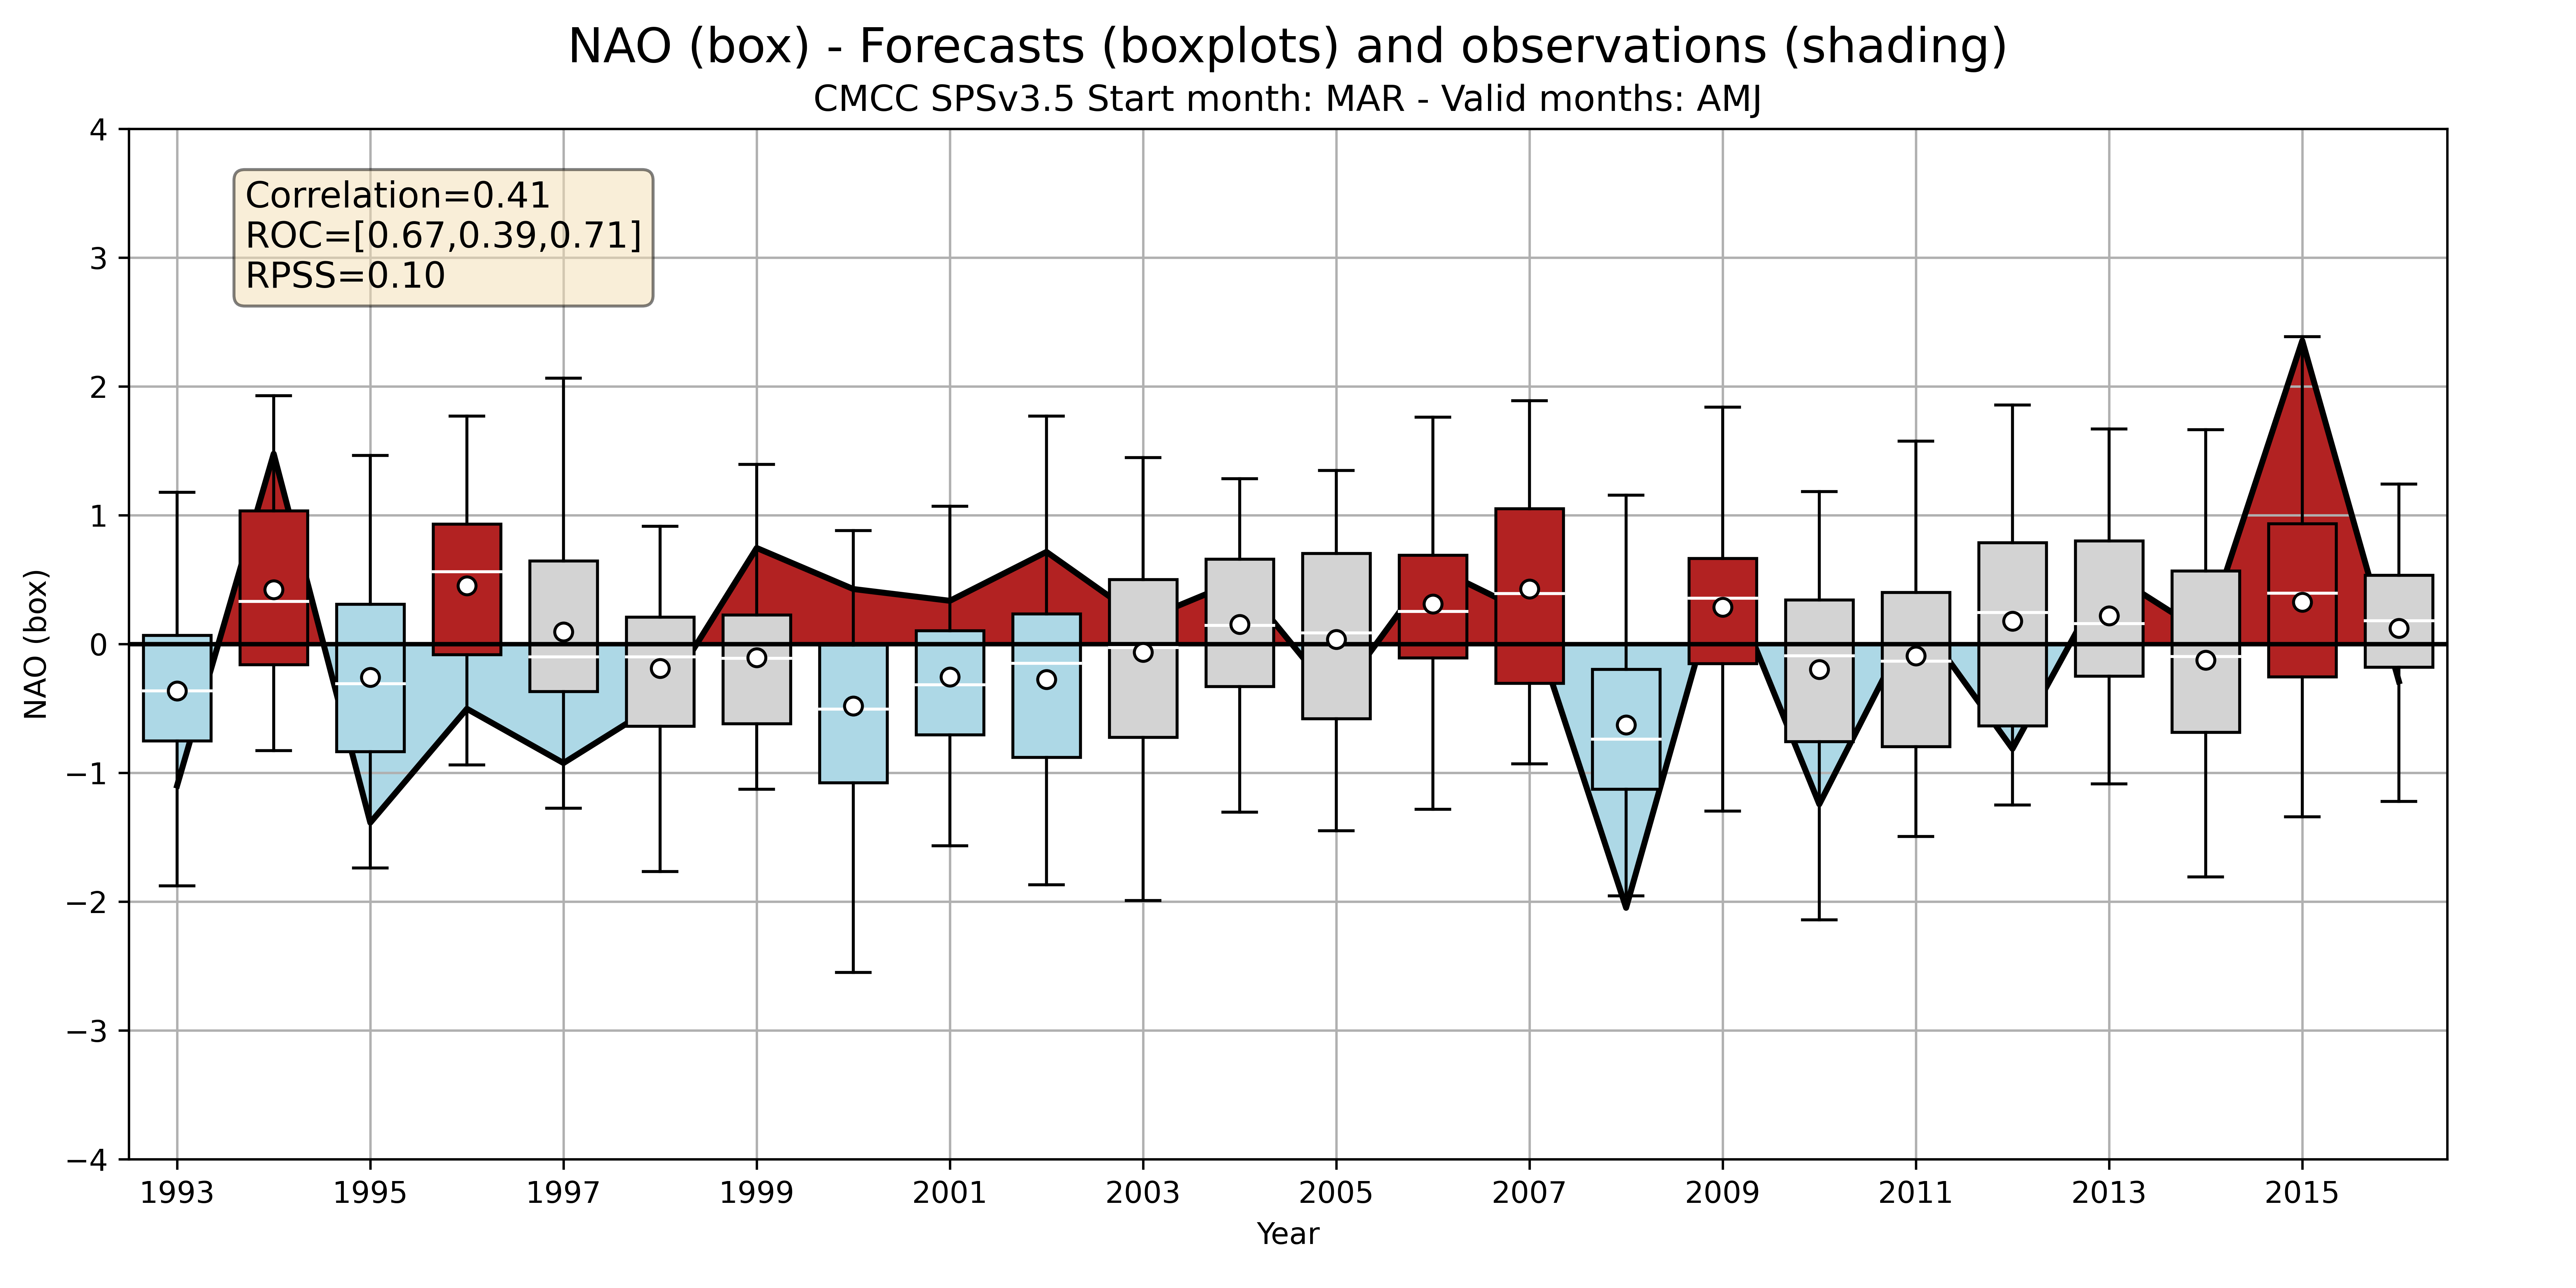 NAO (box) - Forecasts (boxplots) and observations (shading)
CMCC SPSv3.5 Start month: MAR - Valid months: AMJ
Correlation=0.41
ROC=[0.67,0.39,0.71]
RPSS=0.10
NAO (box)
4
3
2
1
0
−1
−2
−3
−4
1993 1995 1997 1999 2001 2003 2005 2007 2009 2011 2013 2015
Year